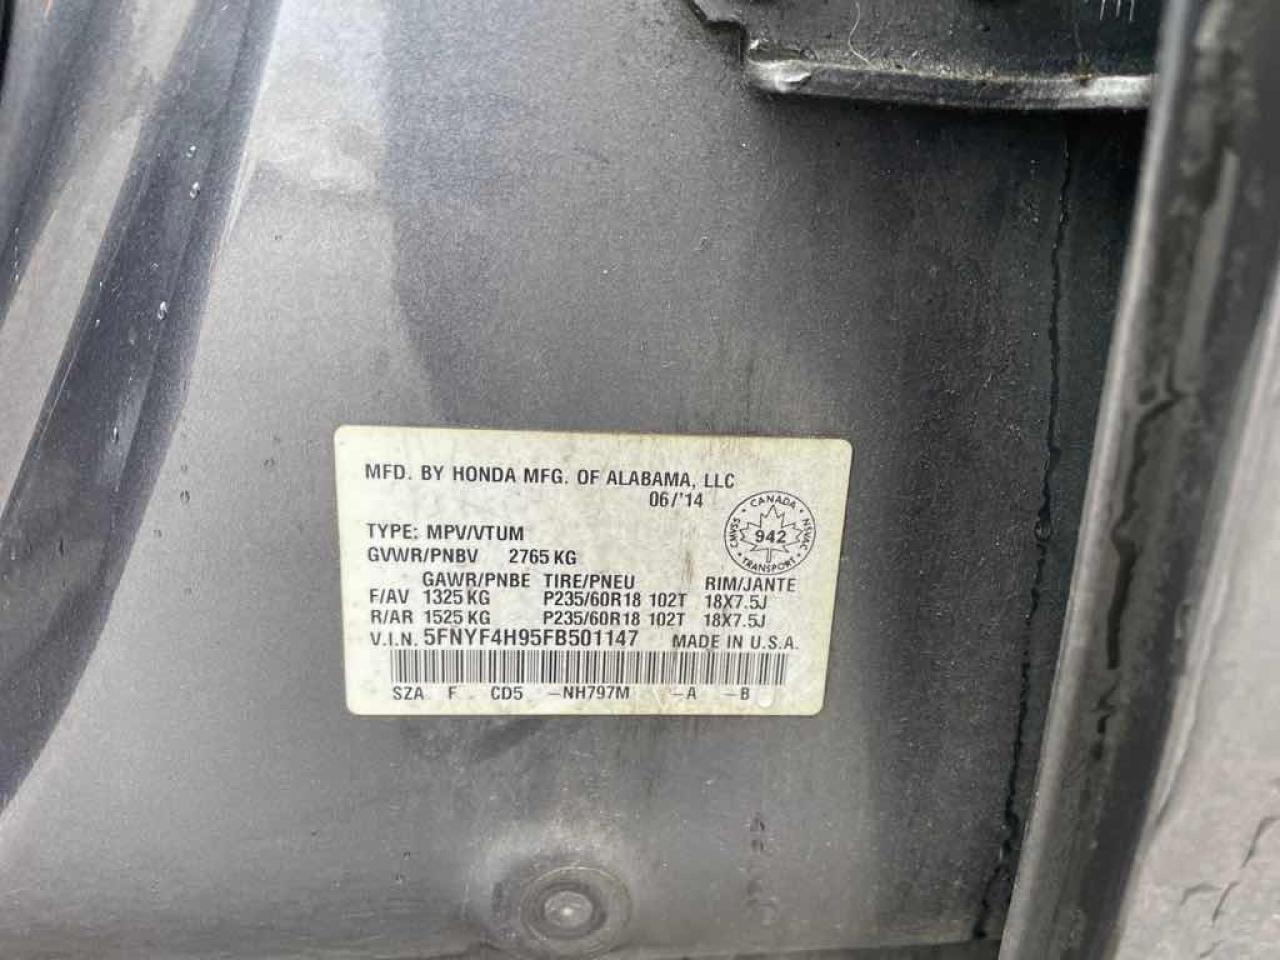 MFD. BY HONDA MFG. OF ALABAMA, LLC
06/'14
TYPE: MPV/VTUM
GVWR/PNBV 2765 KG
CANADA
CMVSS 942 NSVAC
TRANSPORT
GAWR/PNBE TIRE/PNEU RIM/JANTE
F/AV 1325 KG P235/60R18 102T 18X7.5J
R/AR 1525 KG P235/60R18 102T 18X7.5J
V.I.N. 5FNYF4H95FB501147 MADE IN U.S.A.
SZA F CD5 -NH797M -A -B